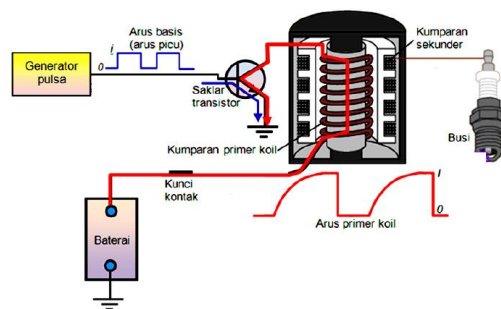 Arus basis
(arus picu)
Kumparan
sekunder
Generator
pulsa
i
0
Saklar
transistor
Kumparan primer koil
Busi
Kunci
kontak
I
0
Arus primer koil
Baterai